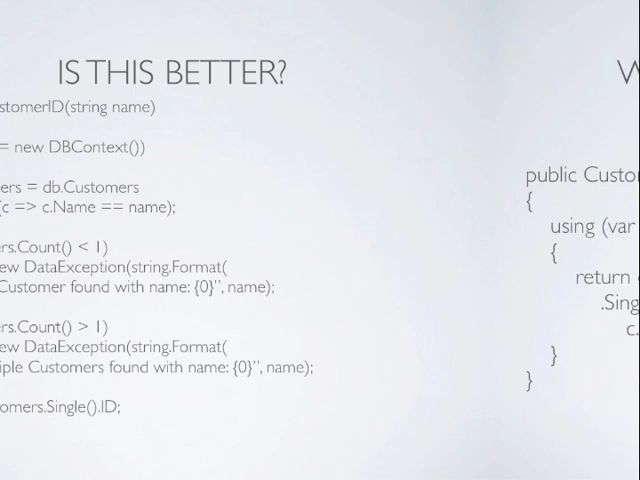 IS THIS BETTER?
stomerID(string name)
= new DBContext())
ers = db.Customers
(c => c.Name == name);
rs.Count() < 1)
ew DataException(string.Format(
Customer found with name: {0}", name);
rs.Count() > 1)
ew DataException(string.Format(
iple Customers found with name: {0}", name);
omers.Single().ID;
W
public Custo
{
using (var
{
return
.Sing
c.
}
}